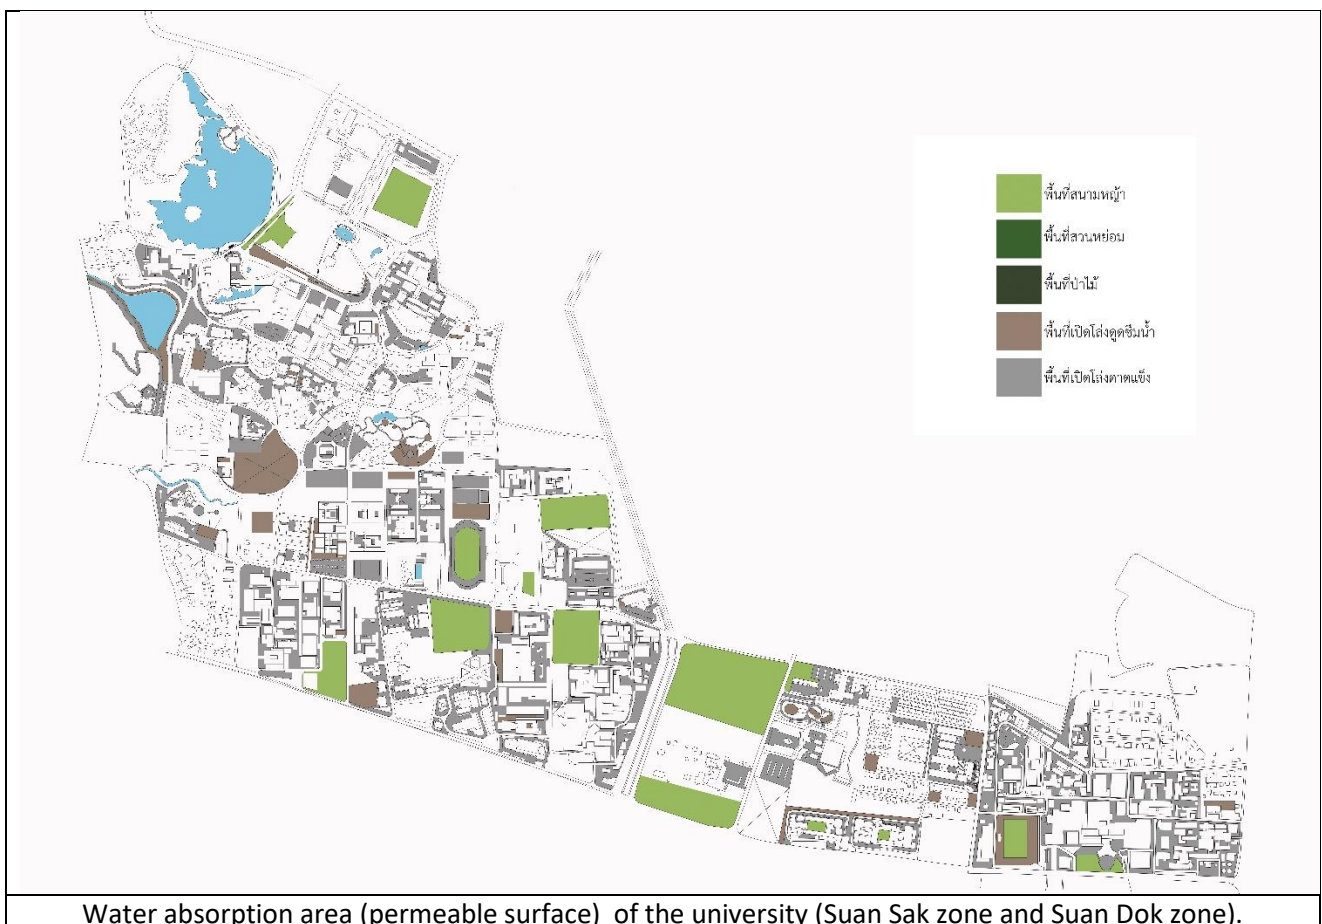 พื้นที่สนามหญ้า
พื้นที่สวนหย่อม
พื้นที่ป่าไม้
พื้นที่เปิดโล่งดูดซึมน้ำ
พื้นที่เปิดโล่งดาดแข็ง
Water absorption area (permeable surface) of the university (Suan Sak zone and Suan Dok zone).